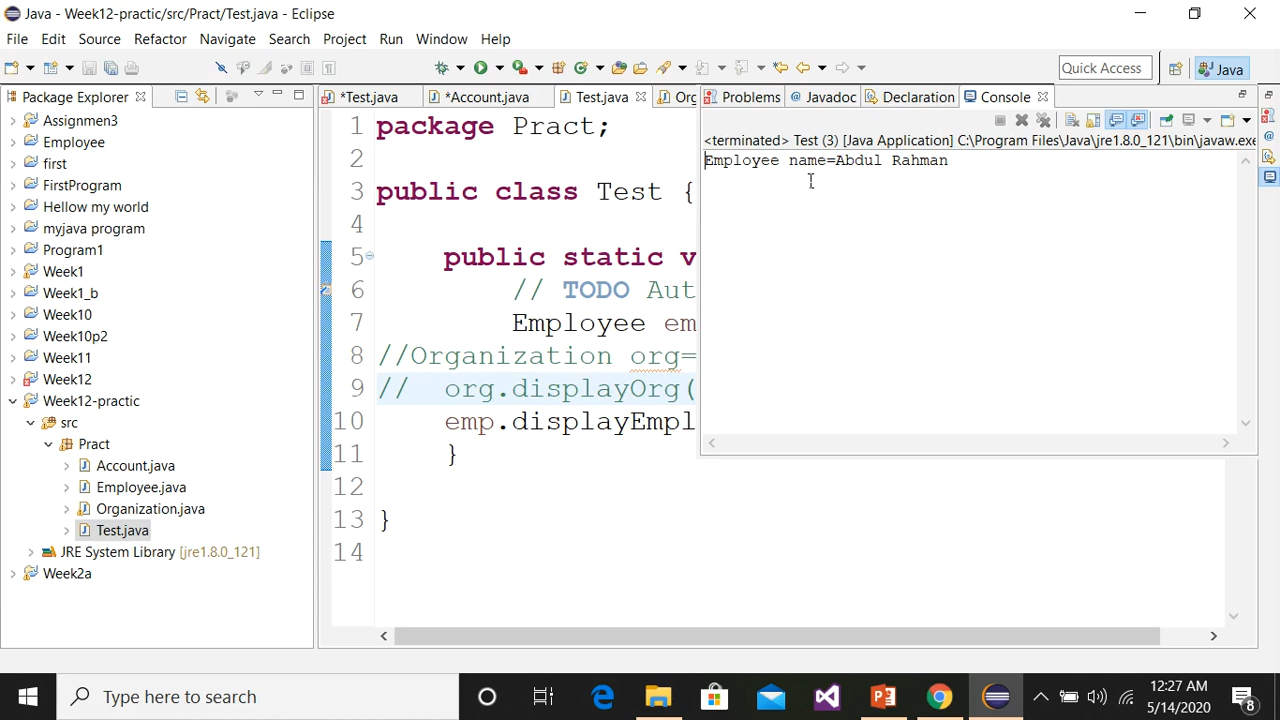 Java - Week12-practic/src/Pract/Test.java - Eclipse
File Edit Source Refactor Navigate Search Project Run Window Help
Quick Access
Java
Package Explorer
*Test.java
*Account.java
Test.java
Org
Problems
Javadoc
Declaration
Console
<terminated> Test (3) [Java Application] C:\Program Files\Java\jre1.8.0_121\bin\javaw.exe
Employee name=Abdul Rahman
Assignmen3
Employee
first
FirstProgram
Hellow my world
myjava program
Program1
Week1
Week1_b
Week10
Week10p2
Week11
Week12
Week12-practic
src
Pract
Account.java
Employee.java
Organization.java
Test.java
JRE System Library [jre1.8.0_121]
Week2a
1 package Pract;
2
3 public class Test {
4
5 public static v
6 // TODO Aut
7 Employee em
8 //Organization org=
9 // org.displayOrg(
10 emp.displayEmpl
11 }
12
13 }
14
Type here to search
12:27 AM
5/14/2020
8